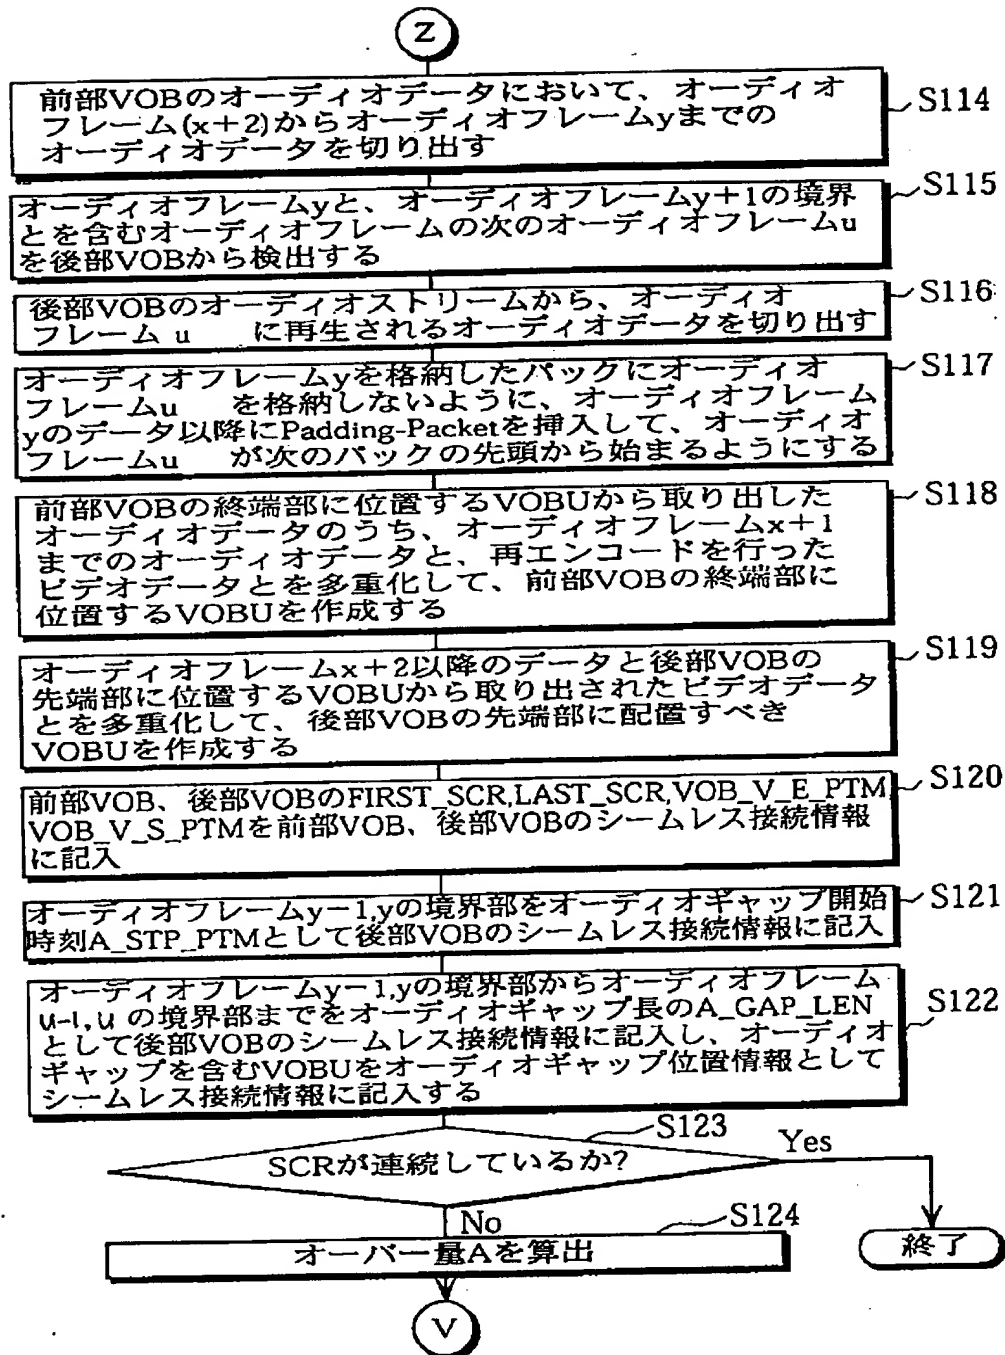 Z
前部VOBのオーディオデータにおいて、オーディオ
フレーム(x+2)からオーディオフレームyまでの
オーディオデータを切り出す
S114
オーディオフレームyと、オーディオフレームy+1の境界
とを含むオーディオフレームの次のオーディオフレームu
を後部VOBから検出する
S115
後部VOBのオーディオストリームから、オーディオ
フレーム u に再生されるオーディオデータを切り出す
S116
オーディオフレームyを格納したパックにオーディオ
フレームu を格納しないように、オーディオフレーム
yのデータ以降にPadding-Packetを挿入して、オーディオ
フレームu が次のパックの先頭から始まるようにする
S117
前部VOBの終端部に位置するVOBUから取り出した
オーディオデータのうち、オーディオフレームx+1
までのオーディオデータと、再エンコードを行った
ビデオデータとを多重化して、前部VOBの終端部に
位置するVOBUを作成する
S118
オーディオフレームx+2以降のデータと後部VOBの
先端部に位置するVOBUから取り出されたビデオデータ
とを多重化して、後部VOBの先端部に配置すべき
VOBUを作成する
S119
前部VOB、後部VOBのFIRST_SCR,LAST_SCR,VOB_V_E_PTM
VOB_V_S_PTMを前部VOB、後部VOBのシームレス接続情報
に記入
S120
オーディオフレームy-1,yの境界部をオーディオギャップ開始
時刻A_STP_PTMとして後部VOBのシームレス接続情報に記入
S121
オーディオフレームy-1,yの境界部からオーディオフレーム
u-1,u の境界部までをオーディオギャップ長のA_GAP_LEN
として後部VOBのシームレス接続情報に記入し、オーディオ
ギャップを含むVOBUをオーディオギャップ位置情報として
シームレス接続情報に記入する
S122
SCRが連続しているか?
S123
Yes
No
オーバー量Aを算出
S124
終了
V